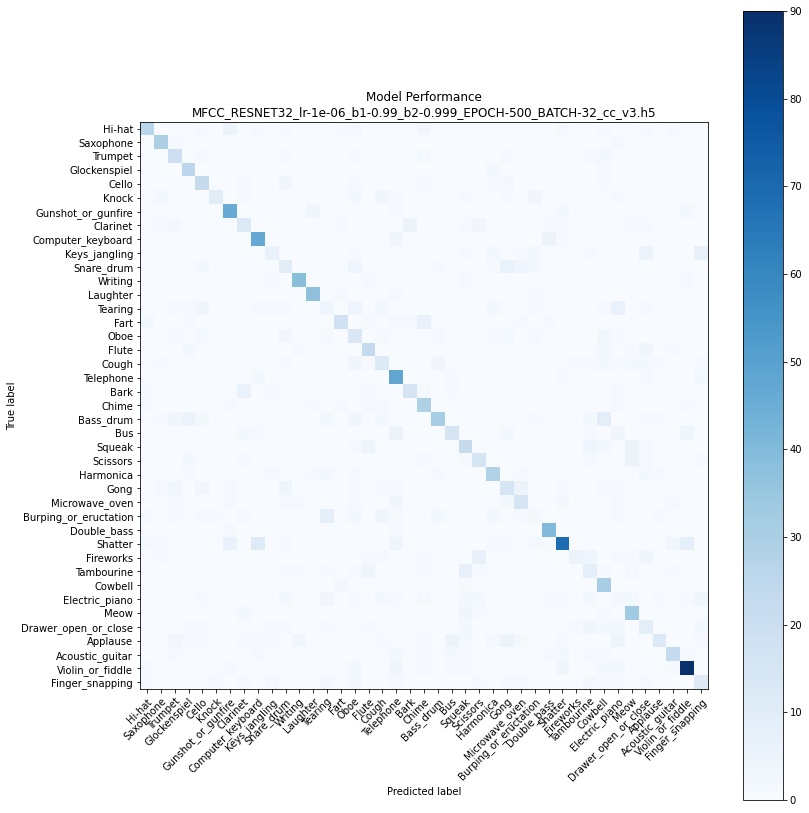 Model Performance
MFCC_RESNET32_lr-1e-06_b1-0.99_b2-0.999_EPOCH-500_BATCH-32_cc_v3.h5
True label
Hi-hat
Saxophone
Trumpet
Glockenspiel
Cello
Knock
Gunshot_or_gunfire
Clarinet
Computer_keyboard
Keys_jangling
Snare_drum
Writing
Laughter
Tearing
Fart
Oboe
Flute
Cough
Telephone
Bark
Chime
Bass_drum
Bus
Squeak
Scissors
Harmonica
Gong
Microwave_oven
Burping_or_eructation
Double_bass
Shatter
Fireworks
Tambourine
Cowbell
Electric_piano
Meow
Drawer_open_or_close
Applause
Acoustic_guitar
Violin_or_fiddle
Finger_snapping
Hi-hat
Saxophone
Trumpet
Glockenspiel
Cello
Knock
Gunshot_or_gunfire
Clarinet
Computer_keyboard
Keys_jangling
Snare_drum
Writing
Laughter
Tearing
Fart
Oboe
Flute
Cough
Telephone
Bark
Chime
Bass_drum
Bus
Squeak
Scissors
Harmonica
Gong
Microwave_oven
Burping_or_eructation
Double_bass
Shatter
Fireworks
Tambourine
Cowbell
Electric_piano
Meow
Drawer_open_or_close
Applause
Acoustic_guitar
Violin_or_fiddle
Finger_snapping
Predicted label
90
80
70
60
50
40
30
20
10
0